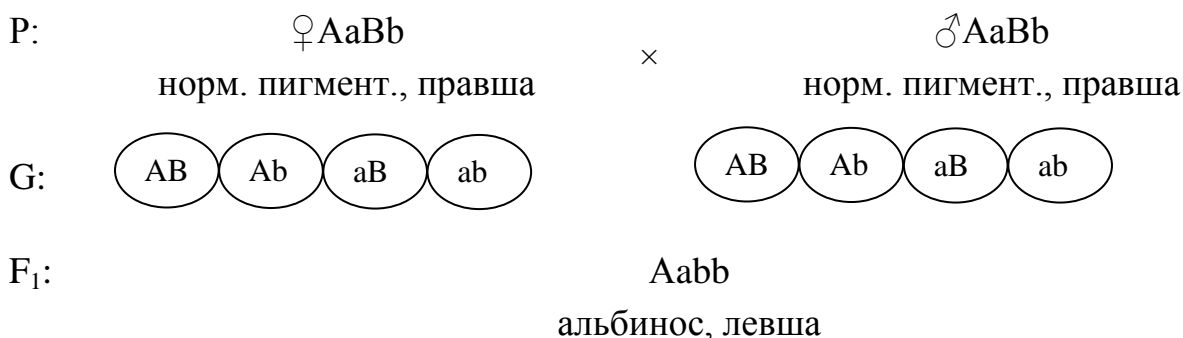 P: ♀AaBb × ♂AaBb
норм. пигмент., правша норм. пигмент., правша
G: AB Ab aB ab AB Ab aB ab
F₁: Aabb
альбинос, левша